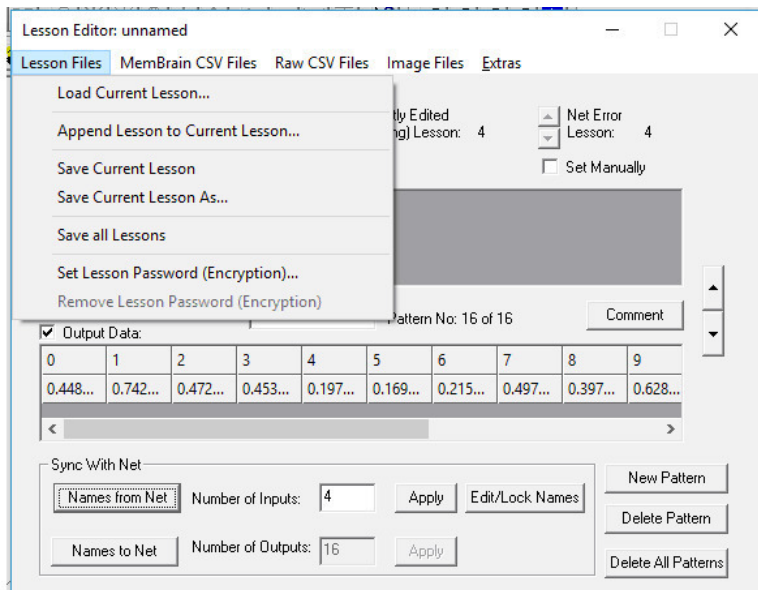 Lesson Editor: unnamed
Lesson Files MemBrain CSV Files Raw CSV Files Image Files Extras
Load Current Lesson...
Append Lesson to Current Lesson...
Save Current Lesson
Save Current Lesson As...
Save all Lessons
Set Lesson Password (Encryption)...
Remove Lesson Password (Encryption)
Edited
Lesson: 4
Net Error
Lesson: 4
Set Manually
Pattern No: 16 of 16
Comment
Output Data:
0 1 2 3 4 5 6 7 8 9
0.448... 0.742... 0.472... 0.453... 0.197... 0.169... 0.215... 0.497... 0.397... 0.628...
Sync With Net
Names from Net Number of Inputs: 4 Apply Edit/Lock Names
Names to Net Number of Outputs: 16 Apply
New Pattern
Delete Pattern
Delete All Patterns